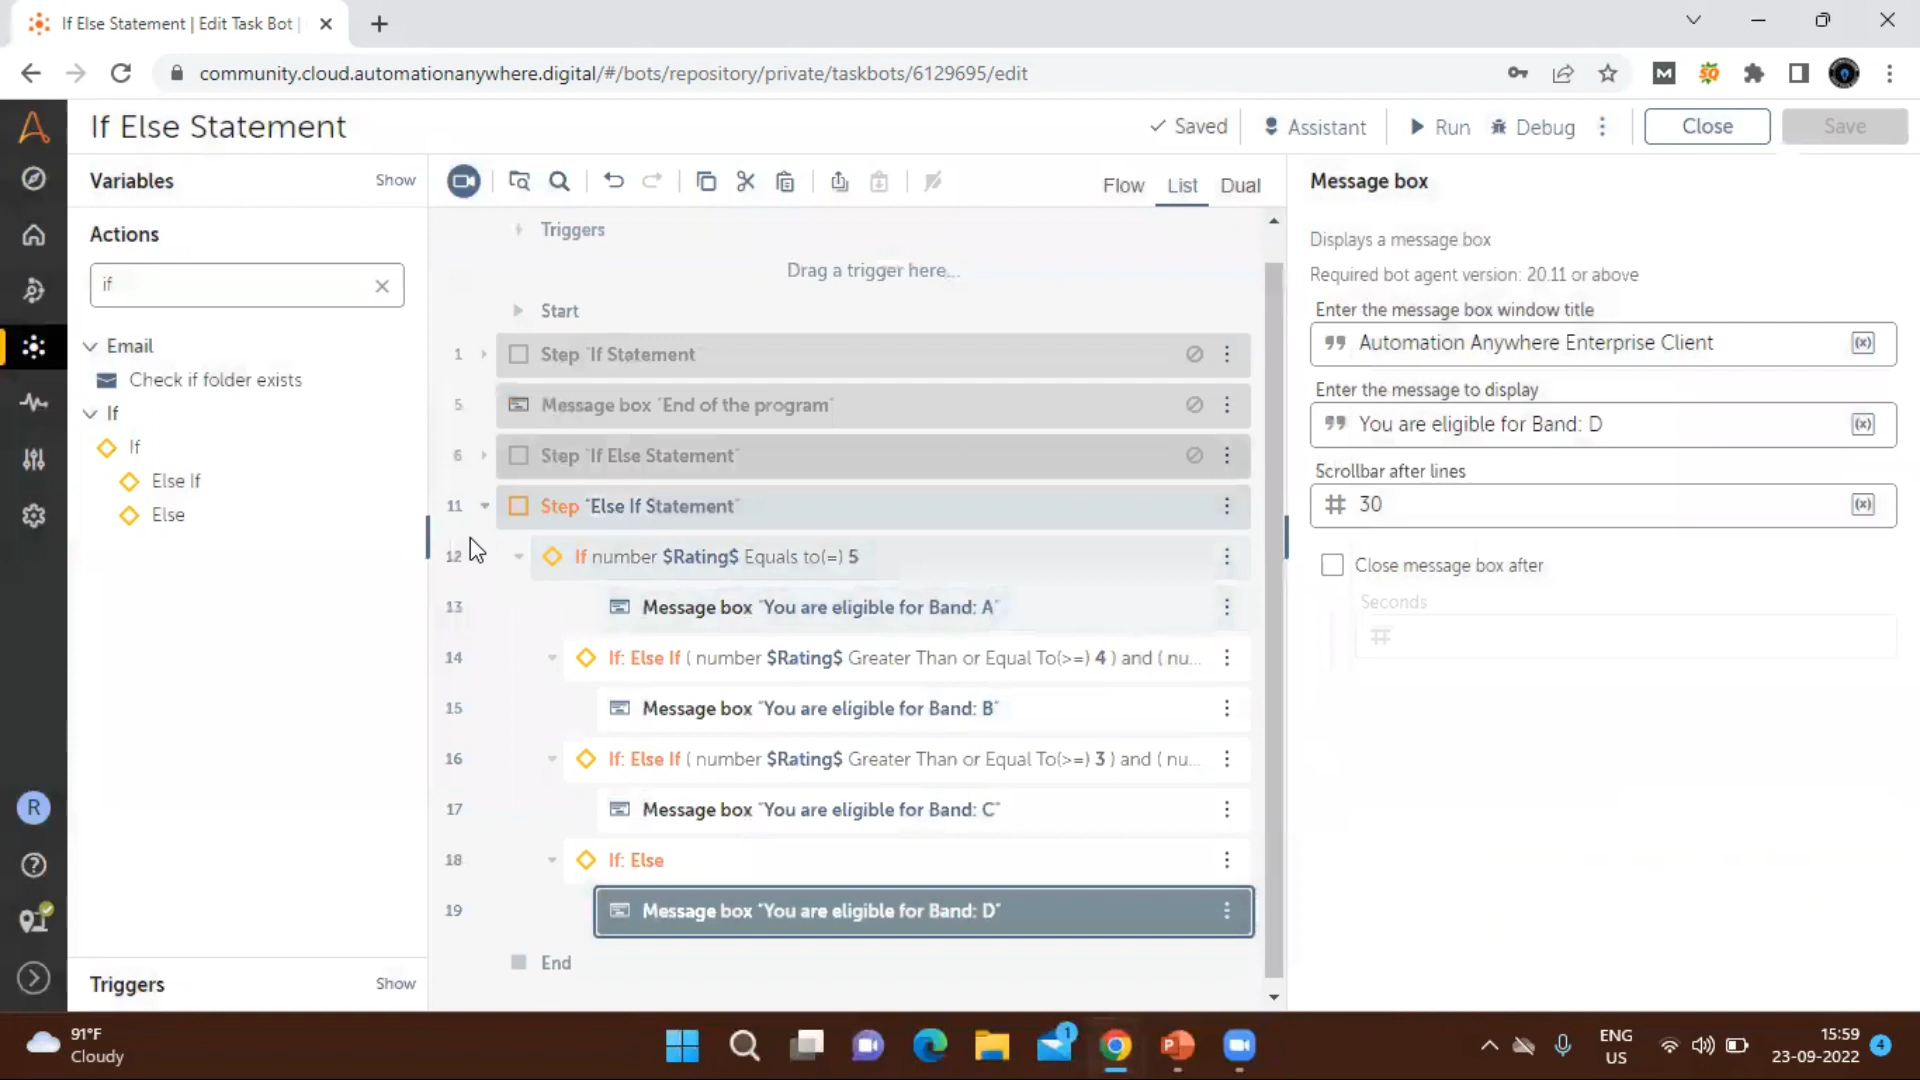 If Else Statement | Edit Task Bot |
community.cloud.automationanywhere.digital/#/bots/repository/private/taskbots/6129695/edit
If Else Statement
Saved
Assistant
Run
Debug
Close
Save
Variables
Show
Flow
List
Dual
Message box
Actions
if
Email
Check if folder exists
If
If
Else If
Else
Triggers
Show
Triggers
Drag a trigger here...
Start
1 Step "If Statement"
5 Message box "End of the program"
6 Step "If Else Statement"
11 Step "Else If Statement"
12 If number $Rating$ Equals to(=) 5
13 Message box "You are eligible for Band: A"
14 If: Else If ( number $Rating$ Greater Than or Equal To(>=) 4 ) and ( nu...
15 Message box "You are eligible for Band: B"
16 If: Else If ( number $Rating$ Greater Than or Equal To(>=) 3 ) and ( nu...
17 Message box "You are eligible for Band: C"
18 If: Else
19 Message box "You are eligible for Band: D"
End
Displays a message box
Required bot agent version: 20.11 or above
Enter the message box window title
Automation Anywhere Enterprise Client (x)
Enter the message to display
You are eligible for Band: D (x)
Scrollbar after lines
30 (x)
Close message box after
Seconds
R
91°F
Cloudy
1
ENG
US
15:59
23-09-2022
4